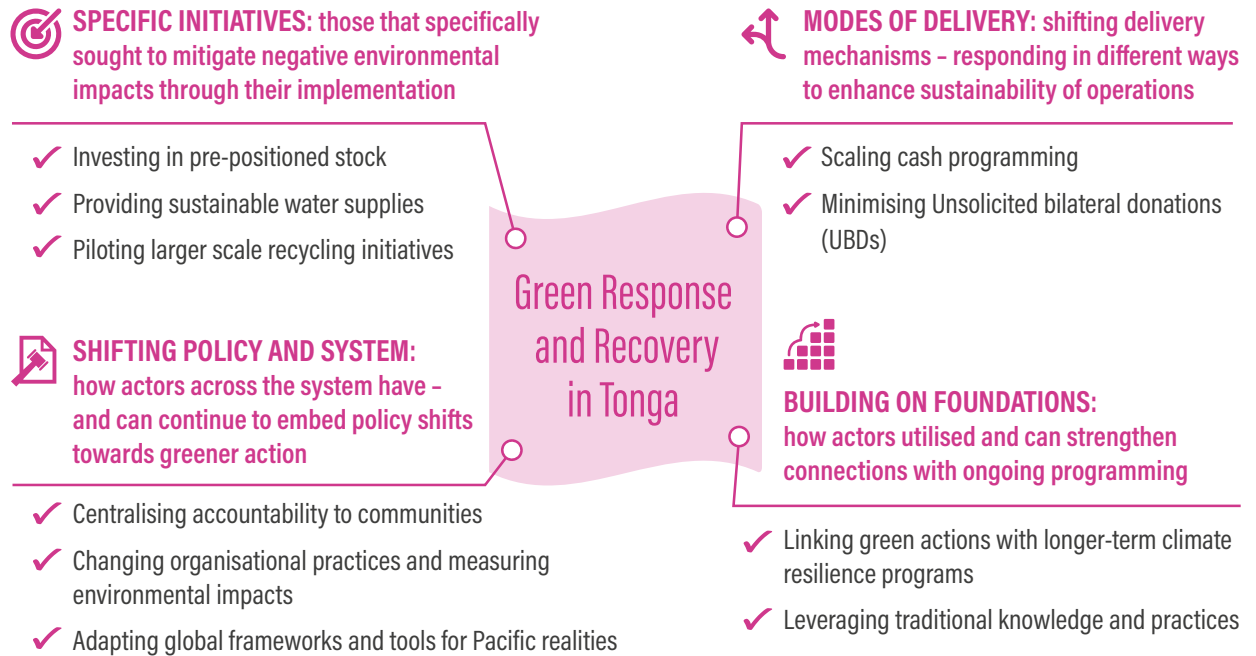 SPECIFIC INITIATIVES: those that specifically
sought to mitigate negative environmental
impacts through their implementation
Investing in pre-positioned stock
Providing sustainable water supplies
Piloting larger scale recycling initiatives
MODES OF DELIVERY: shifting delivery
mechanisms – responding in different ways
to enhance sustainability of operations
Scaling cash programming
Minimising Unsolicited bilateral donations
(UBDs)
Green Response
and Recovery
in Tonga
SHIFTING POLICY AND SYSTEM:
how actors across the system have –
and can continue to embed policy shifts
towards greener action
Centralising accountability to communities
Changing organisational practices and measuring
environmental impacts
Adapting global frameworks and tools for Pacific realities
BUILDING ON FOUNDATIONS:
how actors utilised and can strengthen
connections with ongoing programming
Linking green actions with longer-term climate
resilience programs
Leveraging traditional knowledge and practices